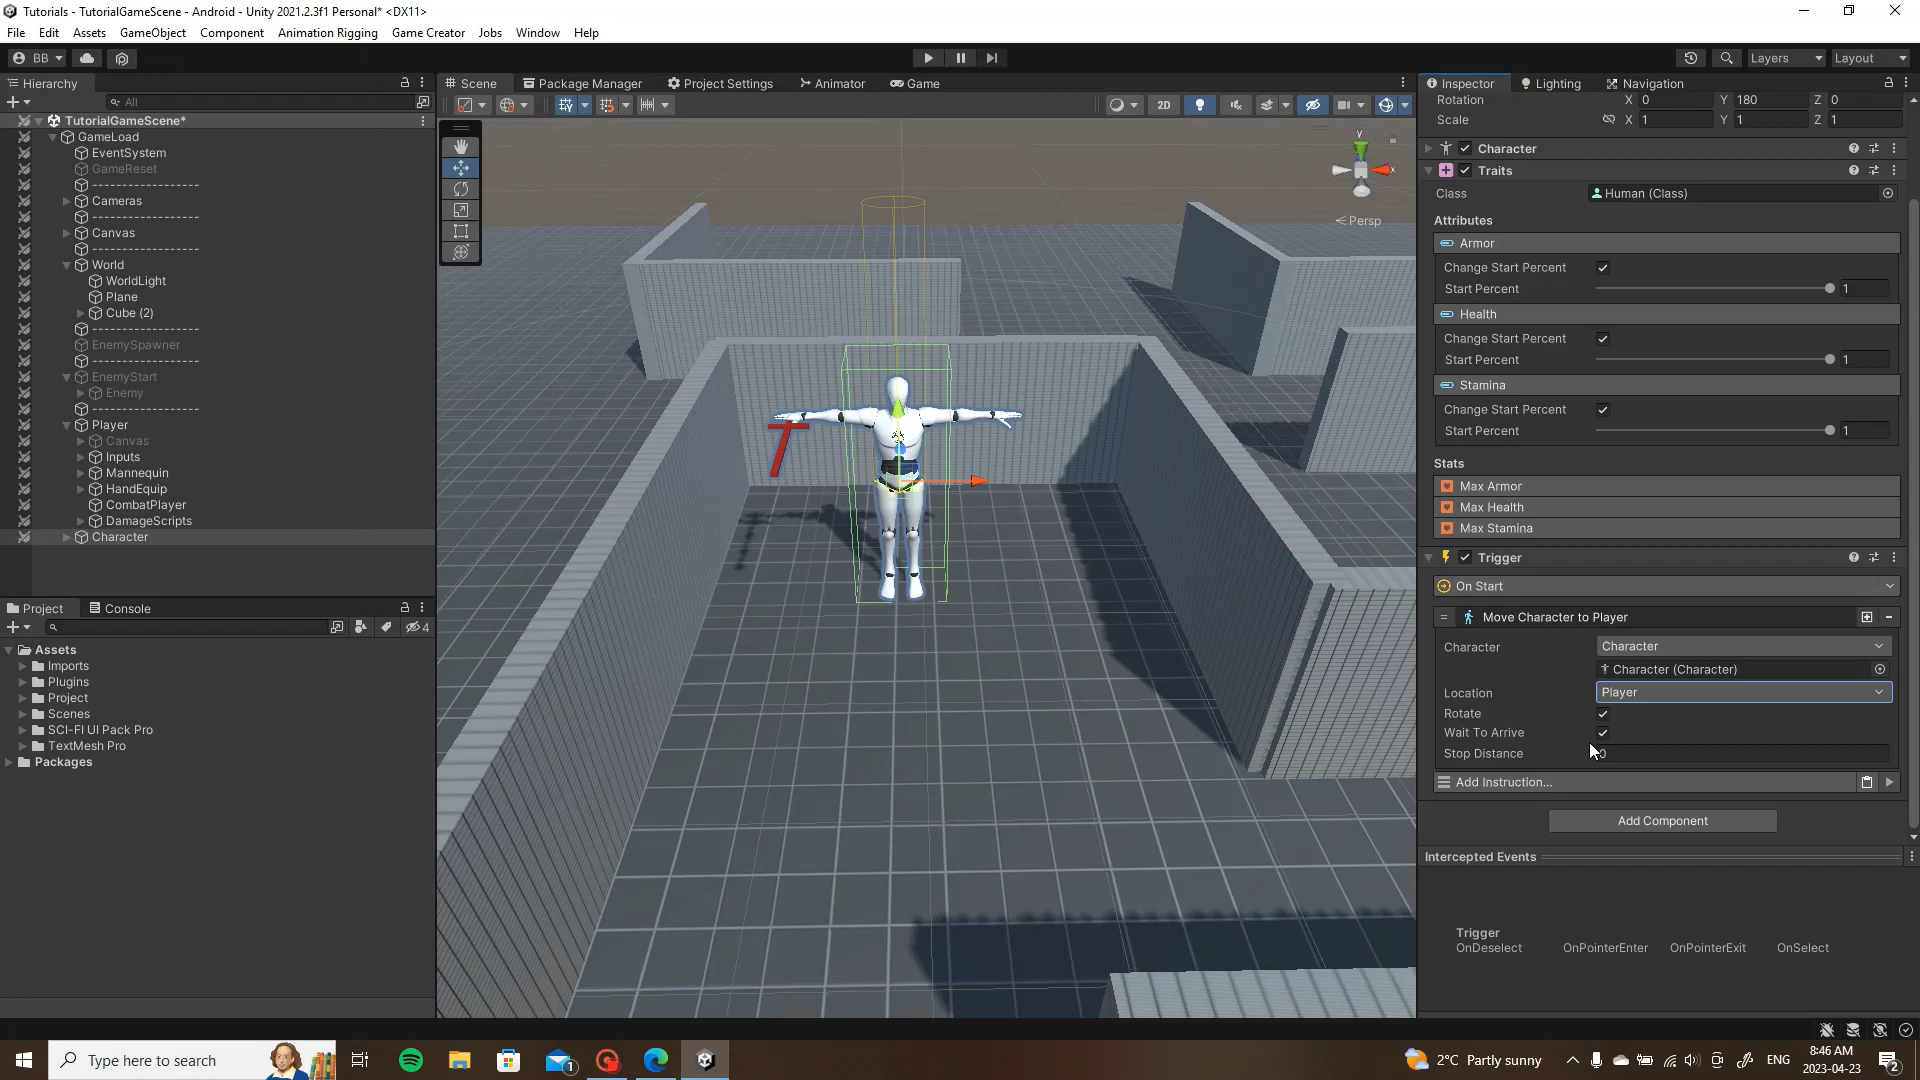 Tutorials - TutorialGameScene - Android - Unity 2021.2.3f1 Personal* <DX11>
File Edit Assets GameObject Component Animation Rigging Game Creator Jobs Window Help
BB Layers Layout
Hierarchy
All
TutorialGameScene*
GameLoad
EventSystem
GameReset
--------------------
Cameras
--------------------
Canvas
--------------------
World
WorldLight
Plane
Cube (2)
--------------------
EnemySpawner
--------------------
EnemyStart
Enemy
--------------------
Player
Canvas
Inputs
Mannequin
HandEquip
CombatPlayer
DamageScripts
Character
Project Console
4
Assets
Imports
Plugins
Project
Scenes
SCI-FI UI Pack Pro
TextMesh Pro
Packages
Scene Package Manager Project Settings Animator Game
2D
y
x
Persp
Inspector Lighting Navigation
Rotation X 0 Y 180 Z 0
Scale X 1 Y 1 Z 1
Character
Traits
Class Human (Class)
Attributes
Armor
Change Start Percent
Start Percent 1
Health
Change Start Percent
Start Percent 1
Stamina
Change Start Percent
Start Percent 1
Stats
Max Armor
Max Health
Max Stamina
Trigger
On Start
Move Character to Player
Character Character
Character (Character)
Location Player
Rotate
Wait To Arrive
Stop Distance 0
Add Instruction...
Add Component
Intercepted Events
Trigger
OnDeselect OnPointerEnter OnPointerExit OnSelect
Type here to search
1
2°C Partly sunny
ENG
8:46 AM
2023-04-23
2